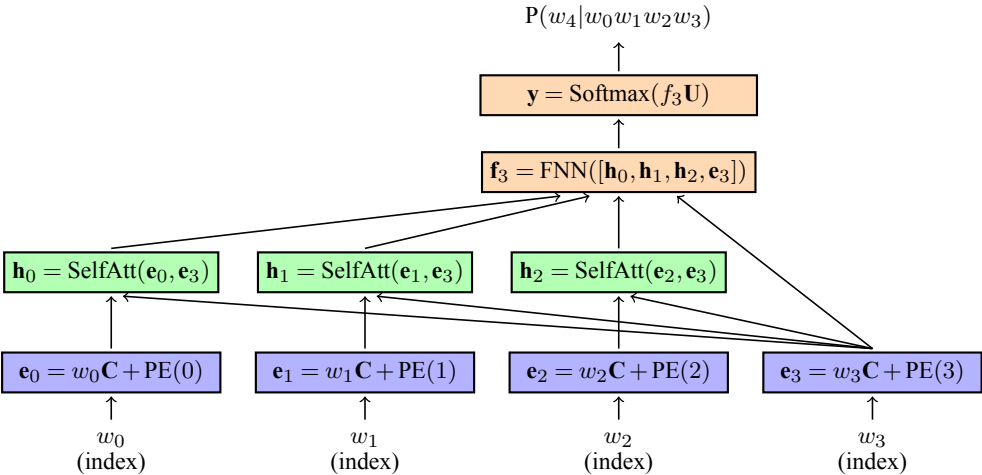 P(w₄|w₀w₁w₂w₃)
y = Softmax(f₃U)
f₃ = FNN([h₀, h₁, h₂, e₃])
h₀ = SelfAtt(e₀, e₃)
h₁ = SelfAtt(e₁, e₃)
h₂ = SelfAtt(e₂, e₃)
e₀ = w₀C + PE(0)
e₁ = w₁C + PE(1)
e₂ = w₂C + PE(2)
e₃ = w₃C + PE(3)
w₀
(index)
w₁
(index)
w₂
(index)
w₃
(index)